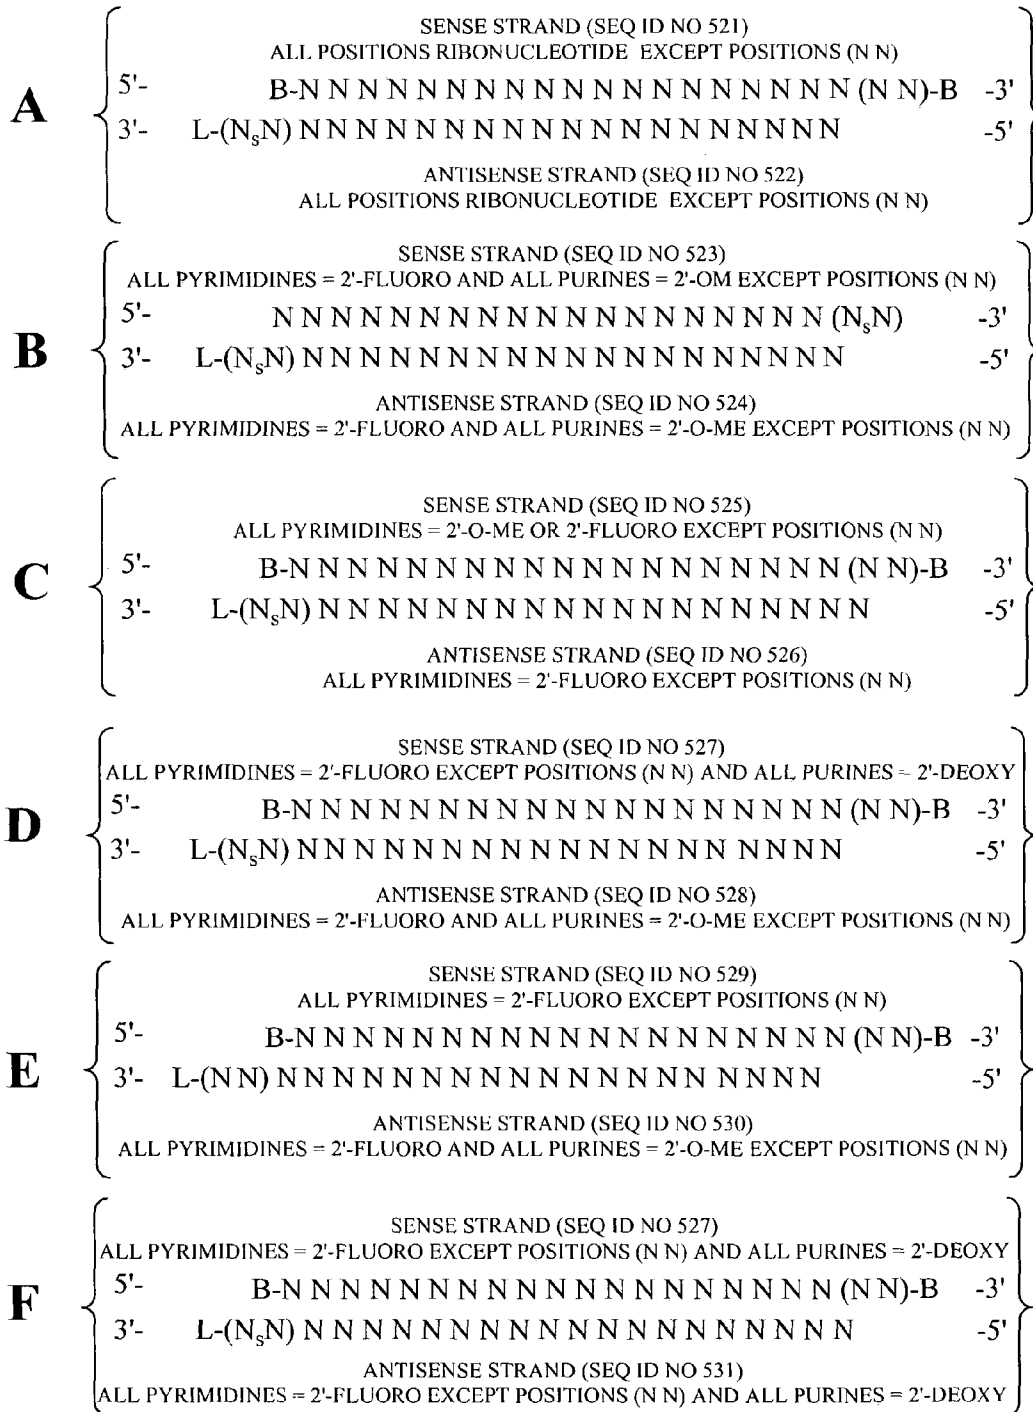 SENSE STRAND (SEQ ID NO 521)
ALL POSITIONS RIBONUCLEOTIDE EXCEPT POSITIONS (N N)
A
5'- B-N N N N N N N N N N N N N N N N N N N (N N)-B -3'
3'- L-(NsN) N N N N N N N N N N N N N N N N N N N -5'
ANTISENSE STRAND (SEQ ID NO 522)
ALL POSITIONS RIBONUCLEOTIDE EXCEPT POSITIONS (N N)
SENSE STRAND (SEQ ID NO 523)
ALL PYRIMIDINES = 2'-FLUORO AND ALL PURINES = 2'-OM EXCEPT POSITIONS (N N)
B
5'- N N N N N N N N N N N N N N N N N N N (NsN) -3'
3'- L-(NsN) N N N N N N N N N N N N N N N N N N N -5'
ANTISENSE STRAND (SEQ ID NO 524)
ALL PYRIMIDINES = 2'-FLUORO AND ALL PURINES = 2'-O-ME EXCEPT POSITIONS (N N)
SENSE STRAND (SEQ ID NO 525)
ALL PYRIMIDINES = 2'-O-ME OR 2'-FLUORO EXCEPT POSITIONS (N N)
C
5'- B-N N N N N N N N N N N N N N N N N N N (N N)-B -3'
3'- L-(NsN) N N N N N N N N N N N N N N N N N N N -5'
ANTISENSE STRAND (SEQ ID NO 526)
ALL PYRIMIDINES = 2'-FLUORO EXCEPT POSITIONS (N N)
SENSE STRAND (SEQ ID NO 527)
ALL PYRIMIDINES = 2'-FLUORO EXCEPT POSITIONS (N N) AND ALL PURINES = 2'-DEOXY
D
5'- B-N N N N N N N N N N N N N N N N N N N (N N)-B -3'
3'- L-(NsN) N N N N N N N N N N N N N N N N N N N -5'
ANTISENSE STRAND (SEQ ID NO 528)
ALL PYRIMIDINES = 2'-FLUORO AND ALL PURINES = 2'-O-ME EXCEPT POSITIONS (N N)
SENSE STRAND (SEQ ID NO 529)
ALL PYRIMIDINES = 2'-FLUORO EXCEPT POSITIONS (N N)
E
5'- B-N N N N N N N N N N N N N N N N N N N (N N)-B -3'
3'- L-(N N) N N N N N N N N N N N N N N N N N N N -5'
ANTISENSE STRAND (SEQ ID NO 530)
ALL PYRIMIDINES = 2'-FLUORO AND ALL PURINES = 2'-O-ME EXCEPT POSITIONS (N N)
SENSE STRAND (SEQ ID NO 527)
ALL PYRIMIDINES = 2'-FLUORO EXCEPT POSITIONS (N N) AND ALL PURINES = 2'-DEOXY
F
5'- B-N N N N N N N N N N N N N N N N N N N (N N)-B -3'
3'- L-(NsN) N N N N N N N N N N N N N N N N N N N -5'
ANTISENSE STRAND (SEQ ID NO 531)
ALL PYRIMIDINES = 2'-FLUORO EXCEPT POSITIONS (N N) AND ALL PURINES = 2'-DEOXY